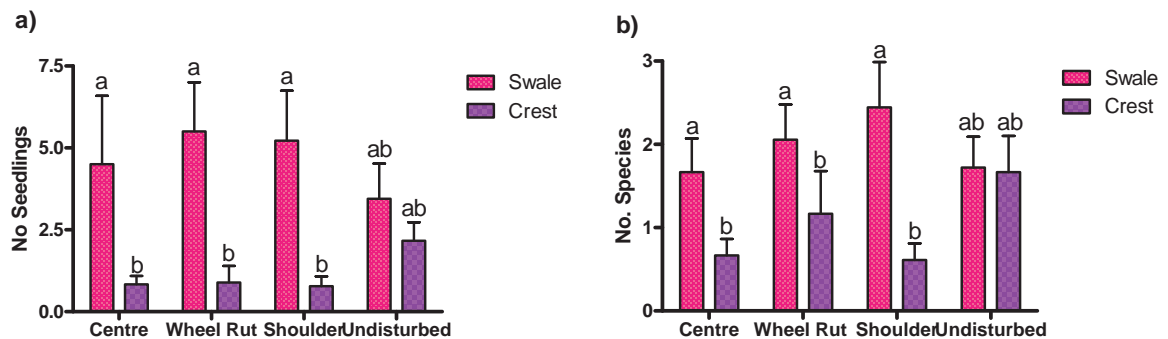 a)
No Seedlings
7.5
5.0
2.5
0.0
a
b
a
b
a
b
ab
ab
Centre Wheel Rut Shoulder Undisturbed
Swale
Crest
b)
No. Species
3
2
1
0
a
b
a
b
a
b
ab
ab
Centre Wheel Rut Shoulder Undisturbed
Swale
Crest